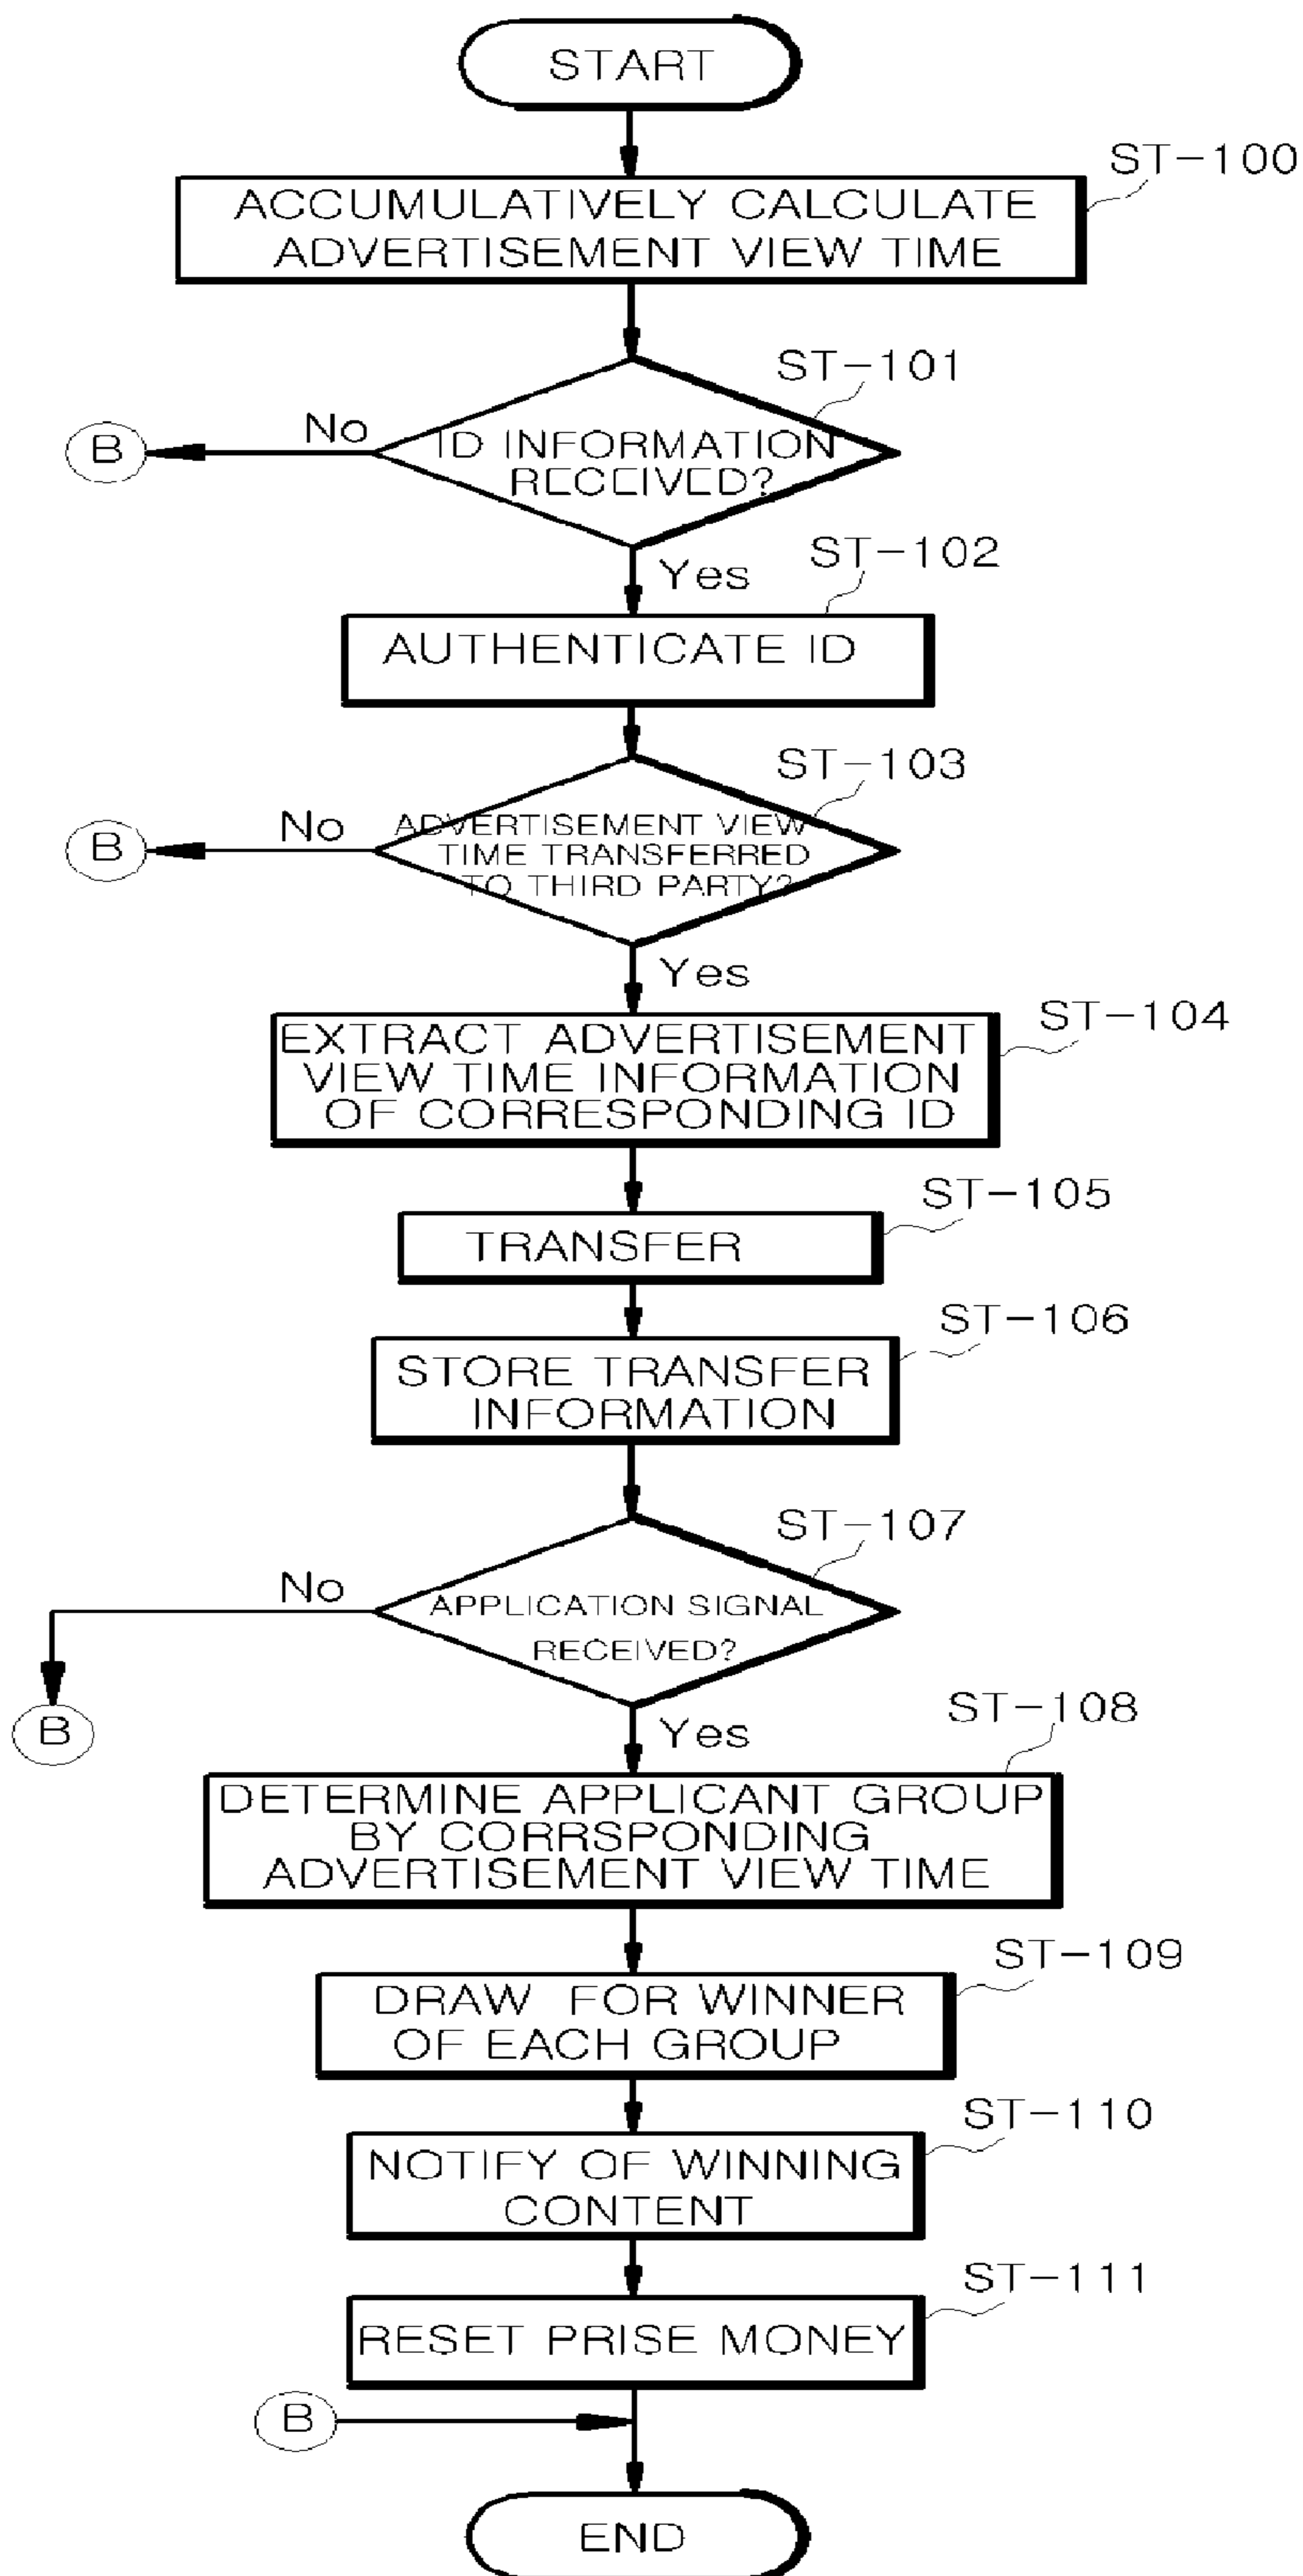 START
ST-100
ACCUMULATIVELY CALCULATE
ADVERTISEMENT VIEW TIME
ST-101
No
B
ID INFORMATION
RECEIVED?
ST-102
Yes
AUTHENTICATE ID
ST-103
No
B
ADVERTISEMENT VIEW
TIME TRANSFERRED
TO THIRD PARTY?
Yes
ST-104
EXTRACT ADVERTISEMENT
VIEW TIME INFORMATION
OF CORRESPONDING ID
ST-105
TRANSFER
ST-106
STORE TRANSFER
INFORMATION
ST-107
No
APPLICATION SIGNAL
RECEIVED?
B
Yes
ST-108
DETERMINE APPLICANT GROUP
BY CORRSPONDING
ADVERTISEMENT VIEW TIME
ST-109
DRAW FOR WINNER
OF EACH GROUP
ST-110
NOTIFY OF WINNING
CONTENT
ST-111
RESET PRISE MONEY
B
END